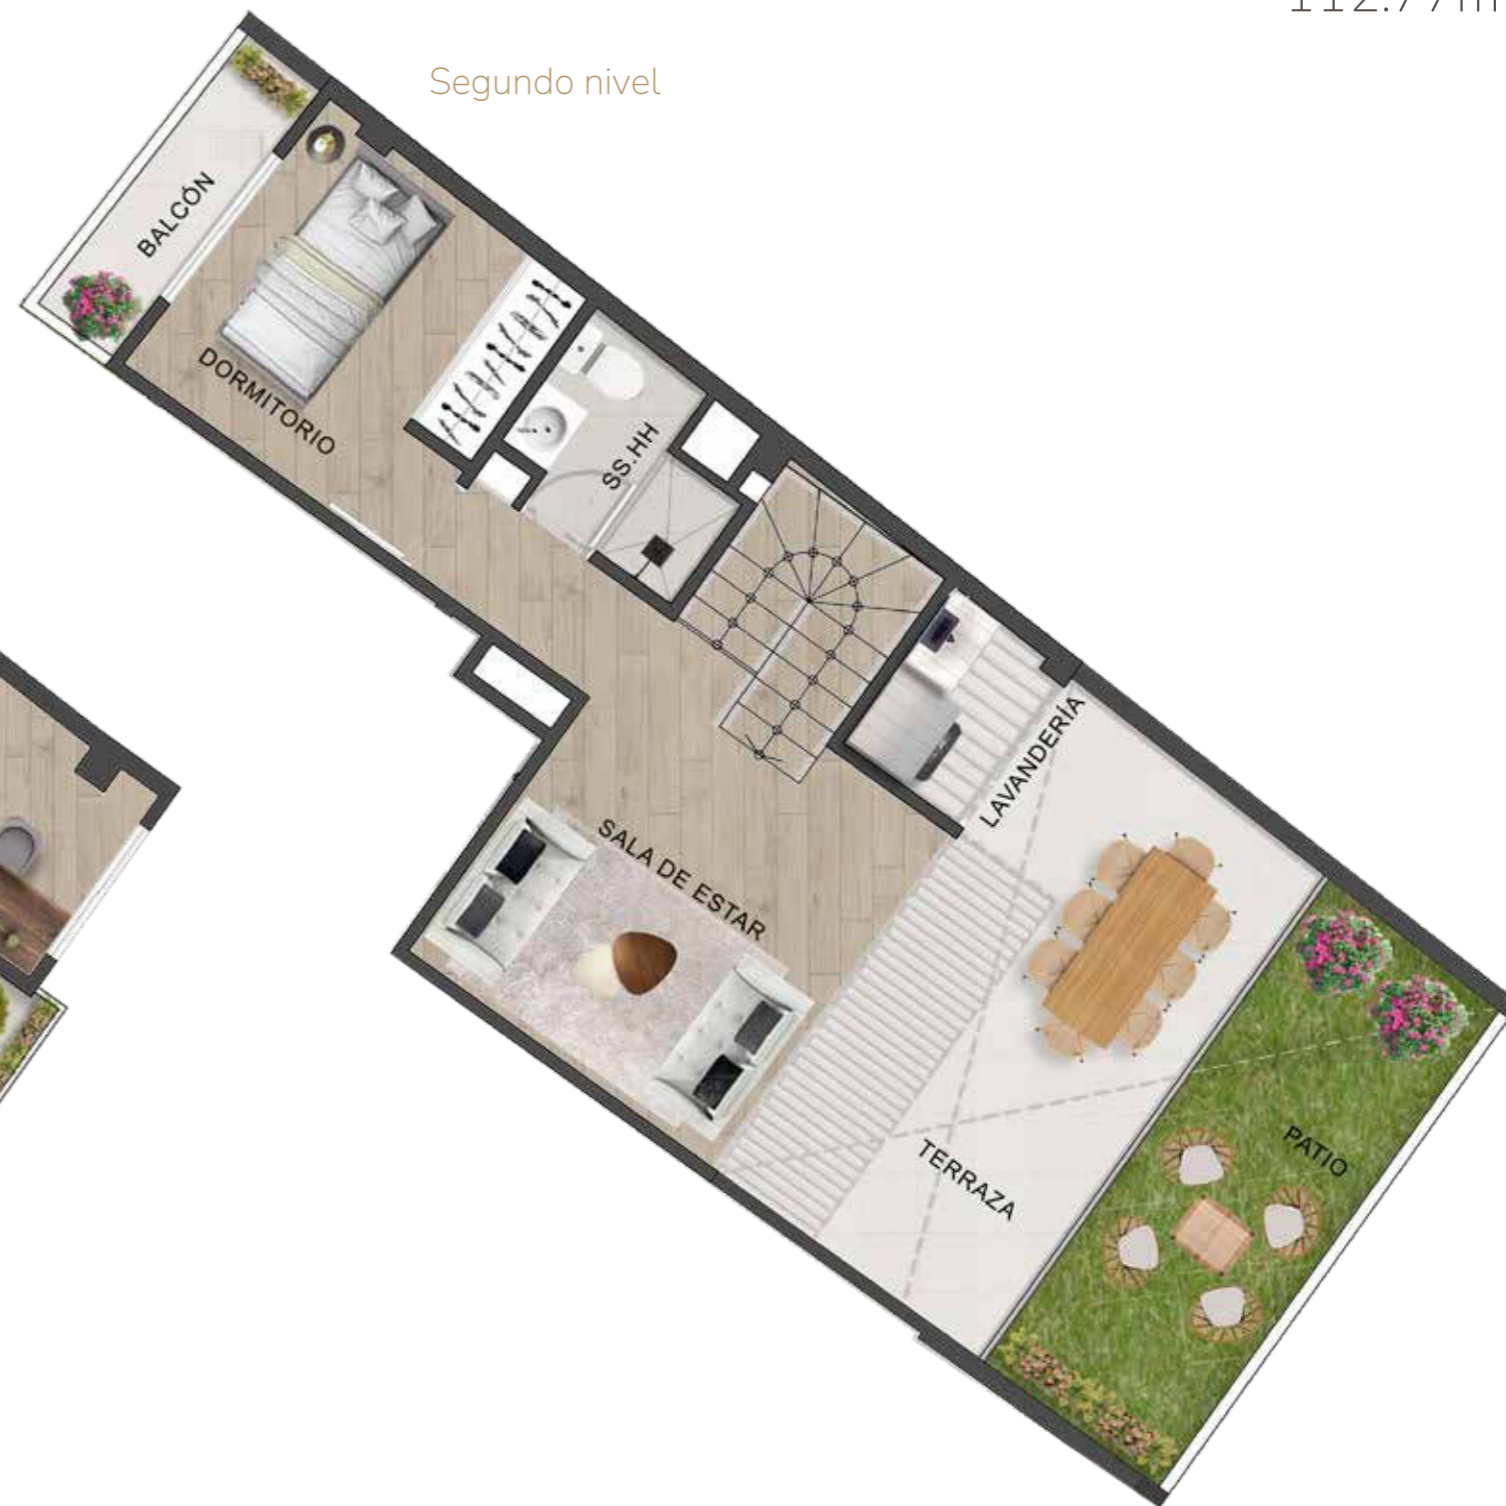 Segundo nivel
BALCÓN
DORMITORIO
SS.HH
LAVANDERÍA
SALA DE ESTAR
TERRAZA
PATIO